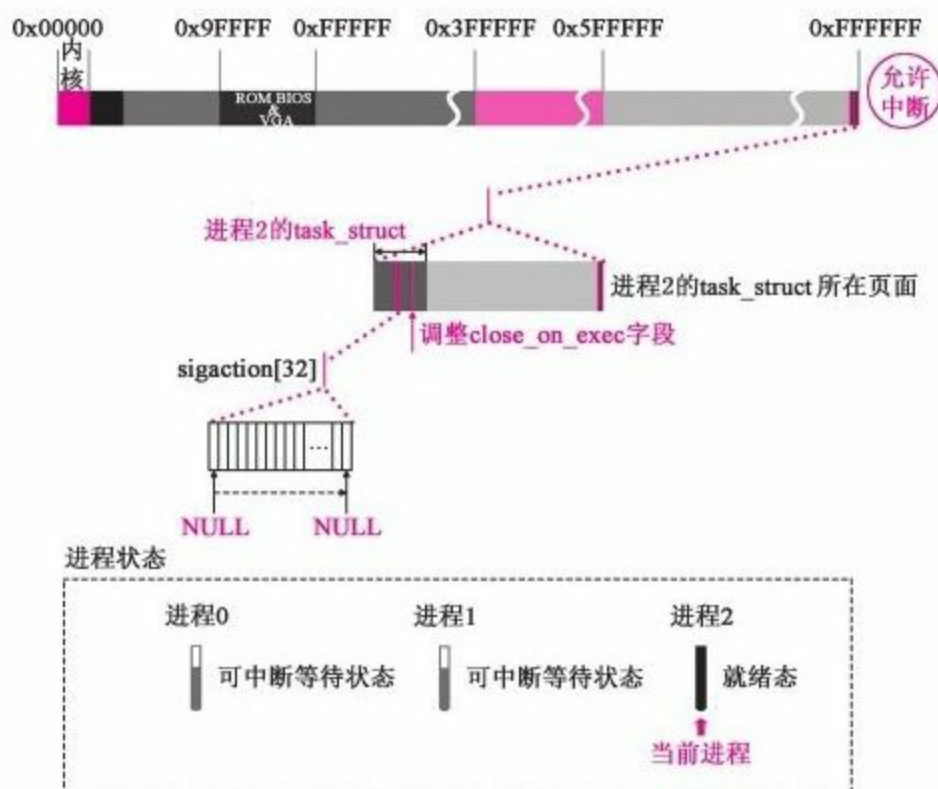 0x00000 0x9FFFF 0xFFFFF 0x3FFFFF 0x5FFFFF 0xFFFFFF
内核
ROM BIOS & VGA
允许中断
进程2的task_struct
进程2的task_struct 所在页面
调整close_on_exec字段
sigaction[32]
...
NULL NULL
进程状态
进程0 进程1 进程2
可中断等待状态 可中断等待状态 就绪态
当前进程